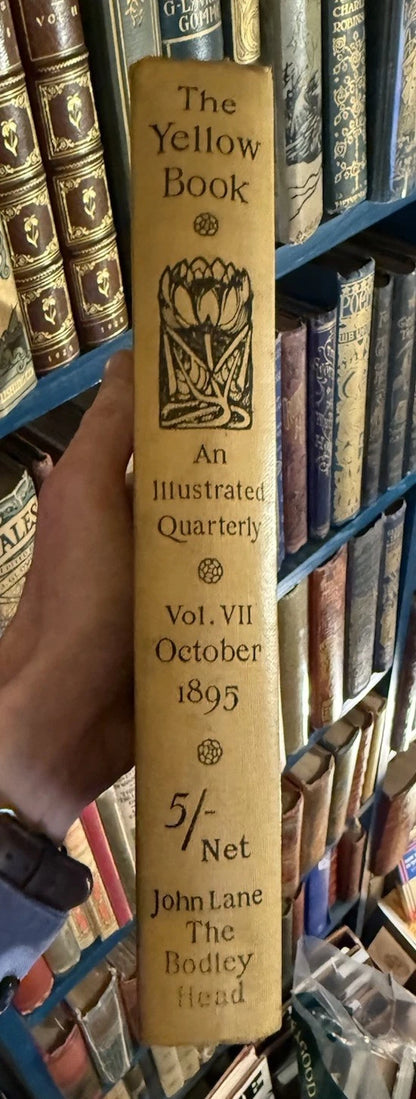 The
Yellow
Book
An
Illustrated
Quarterly
Vol. VII
October
1895
5/-
Net
John Lane
The
Bodley
Head